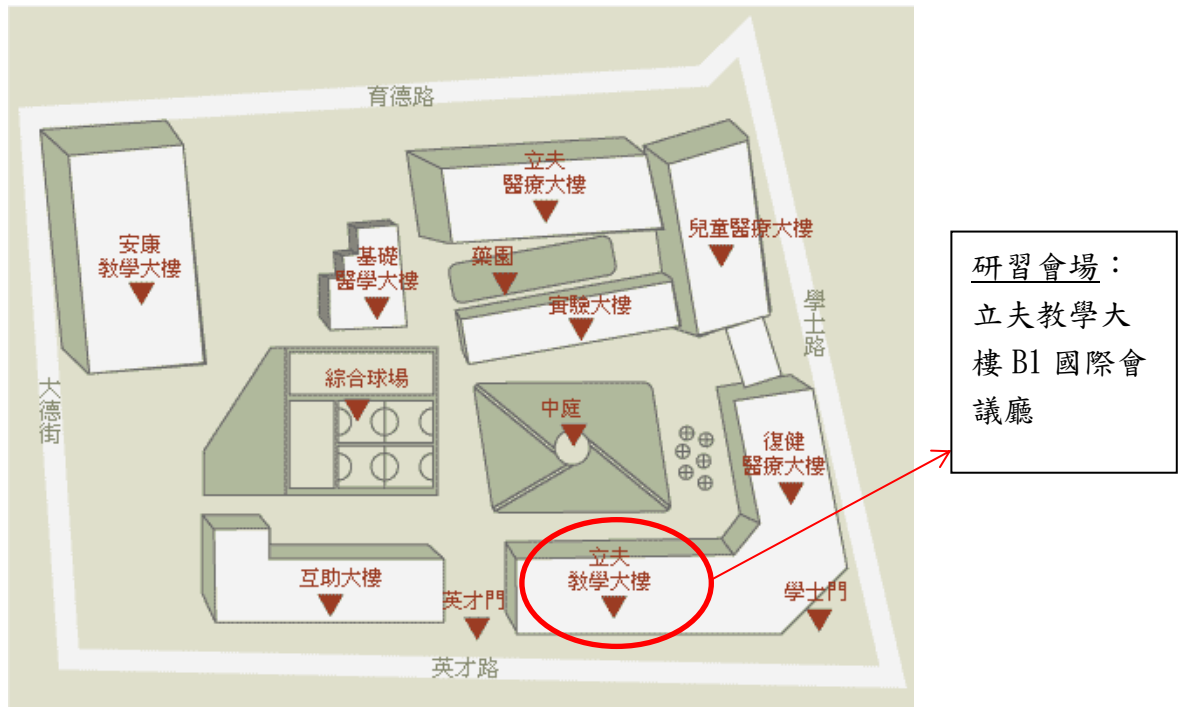 育德路
立夫
醫療大樓
兒童醫療大樓
安康
教學大樓
基礎
醫學大樓
藥園
實驗大樓
學士路
大德街
綜合球場
中庭
復健
醫療大樓
互助大樓
英才門
立夫
教學大樓
學士門
英才路
研習會場：
立夫教學大
樓 B1 國際會
議廳